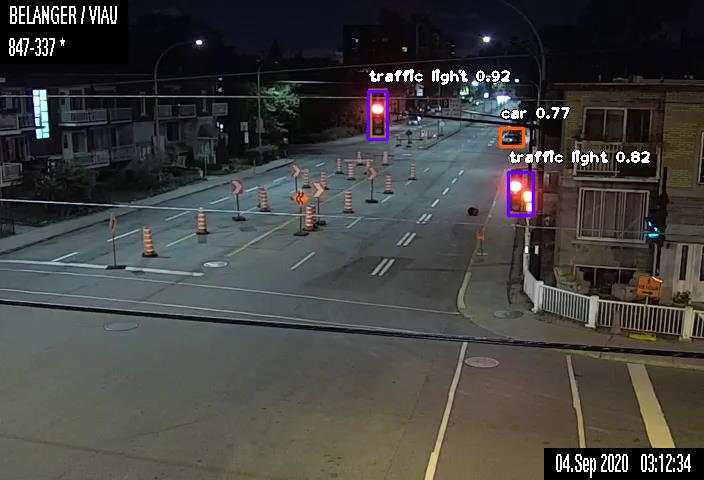 BELANGER / VIAU
847-337 *
traffic light 0.92
car 0.77
traffic light 0.82
04.Sep 2020 03:12:34